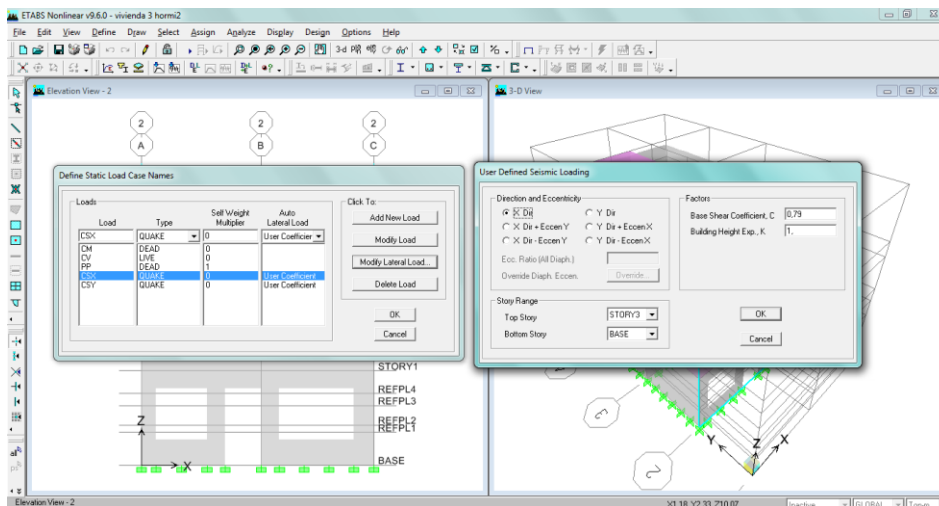 ETABS Nonlinear v9.6.0 - vivienda 3 hormi2
File Edit View Define Draw Select Assign Analyze Display Design Options Help
3-d
Elevation View - 2
3-D View
2
2
2
A
B
C
Define Static Load Case Names
Loads
Load Type Self Weight Multiplier Auto Lateral Load
CSX QUAKE 0 User Coefficier
CM DEAD 0
CV LIVE 0
PP DEAD 1
CSX QUAKE 0 User Coefficient
CSY QUAKE 0 User Coefficient
Click To:
Add New Load
Modify Load
Modify Lateral Load...
Delete Load
OK
Cancel
User Defined Seismic Loading
Direction and Eccentricity
X Dir Y Dir
X Dir + Eccen Y Y Dir + Eccen X
X Dir - Eccen Y Y Dir - Eccen X
Ecc. Ratio (All Diaph.)
Override Diaph. Eccen. Override...
Story Range
Top Story STORY3
Bottom Story BASE
Factors
Base Shear Coefficient, C 0,79
Building Height Exp., K 1,
OK
Cancel
STORY1
REFPL4
REFPL3
REFPL2
REFPL1
BASE
Z
X
3
2
Y Z X
Elevation View - 2
X1.18 Y2.33 Z10.07 Inactive GLOBAL Ton-m